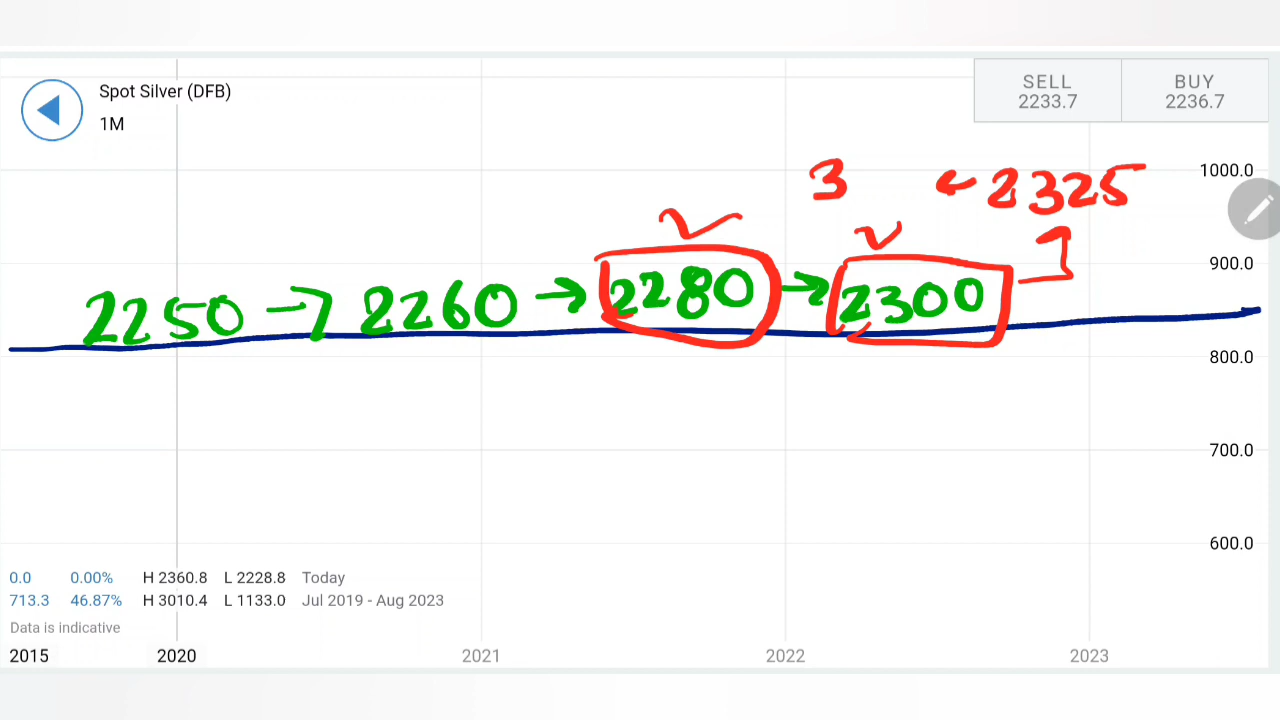 Spot Silver (DFB)
1M
SELL BUY
2233.7 2236.7
1000.0
3 ← 2325
900.0
2250 → 2260 → 2280 → 2300
800.0
700.0
600.0
0.0 0.00% H 2360.8 L 2228.8 Today
713.3 46.87% H 3010.4 L 1133.0 Jul 2019 - Aug 2023
Data is indicative
2015 2020 2021 2022 2023